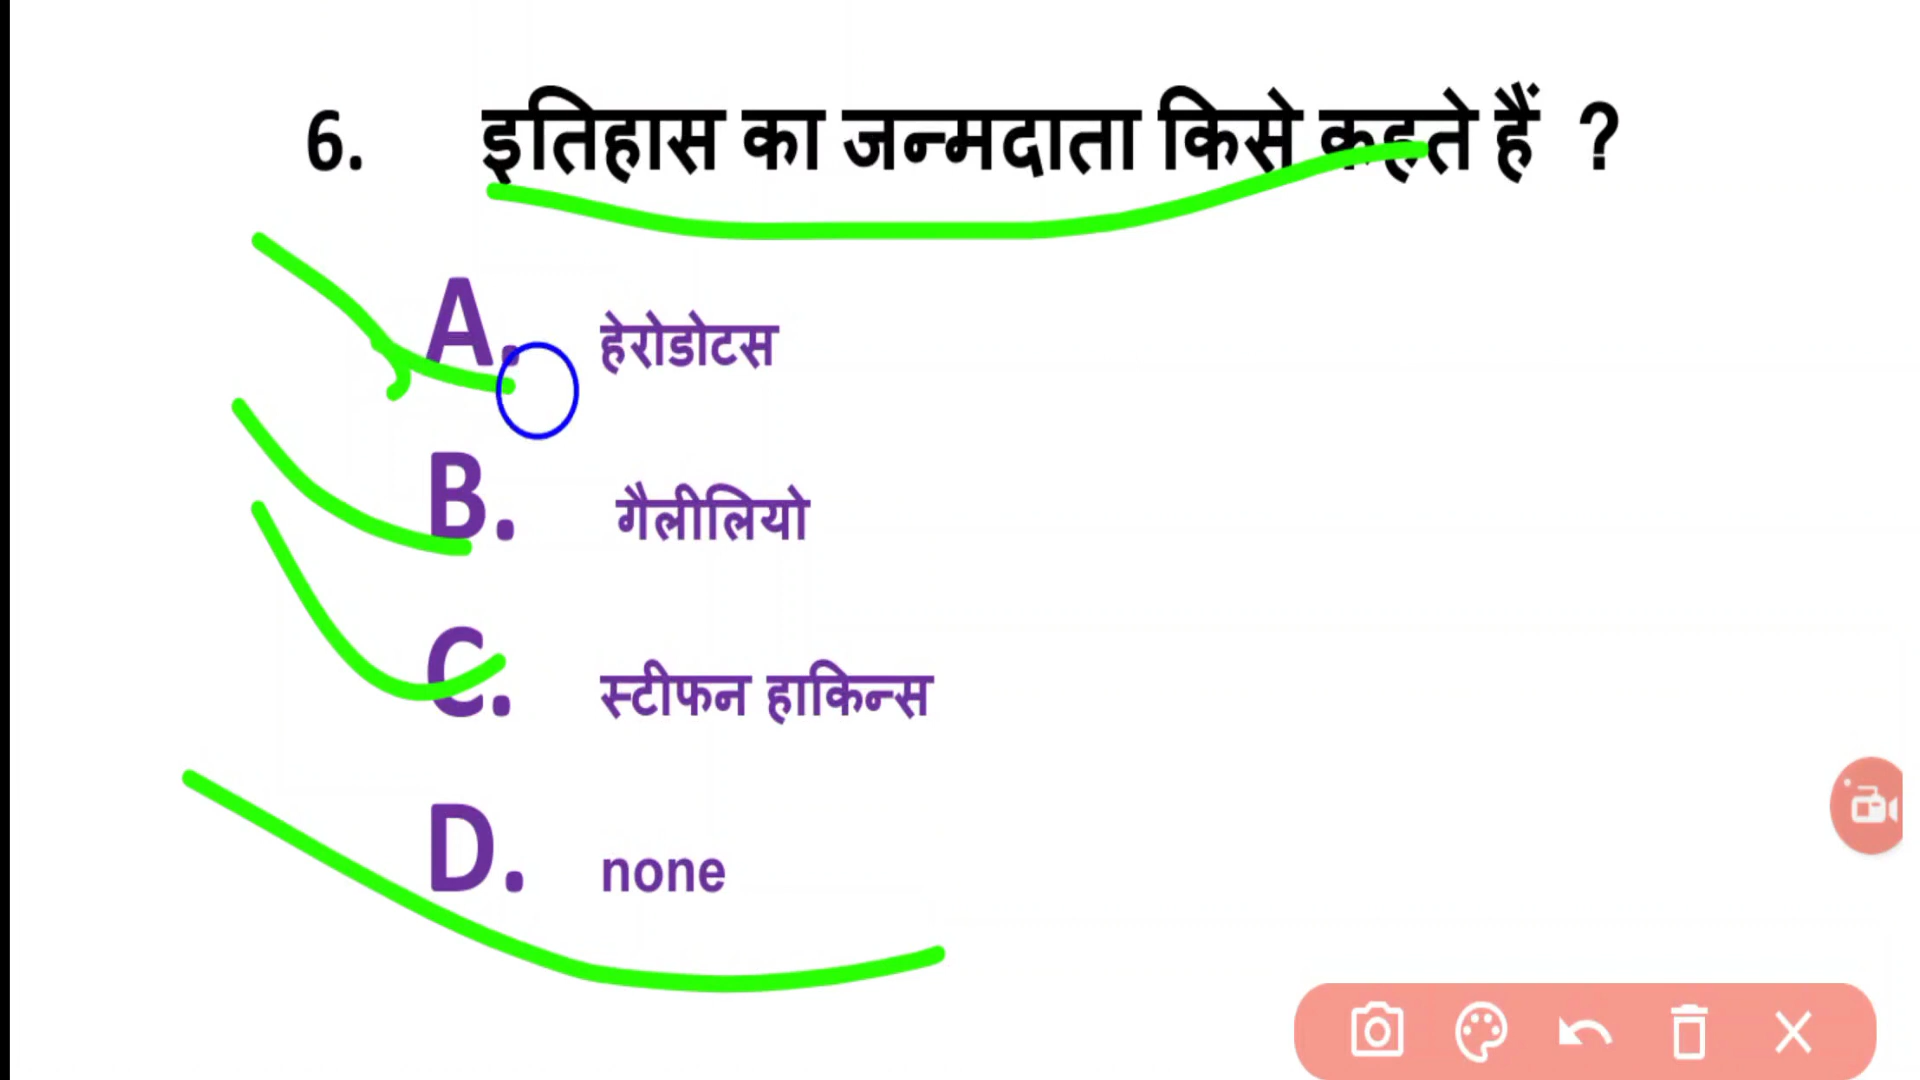 6. इतिहास का जन्मदाता किसे कहते हैं ?
A. हेरोडोटस
B. गैलीलियो
C. स्टीफन हाकिन्स
D. none